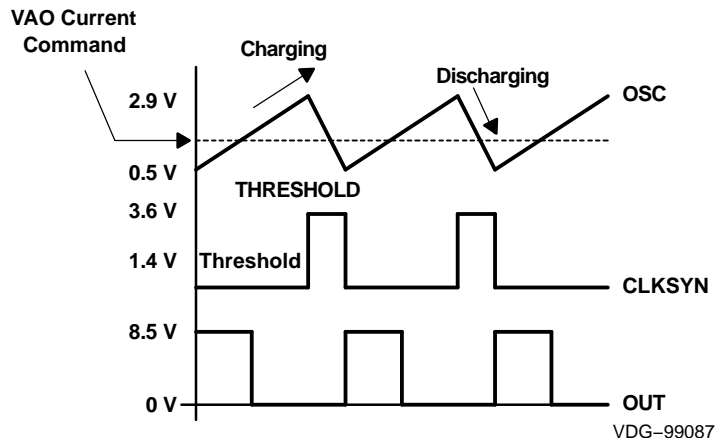 VAO Current
Command
Charging
Discharging
2.9 V
OSC
0.5 V
THRESHOLD
3.6 V
1.4 V
Threshold
CLKSYN
8.5 V
0 V
OUT
VDG–99087